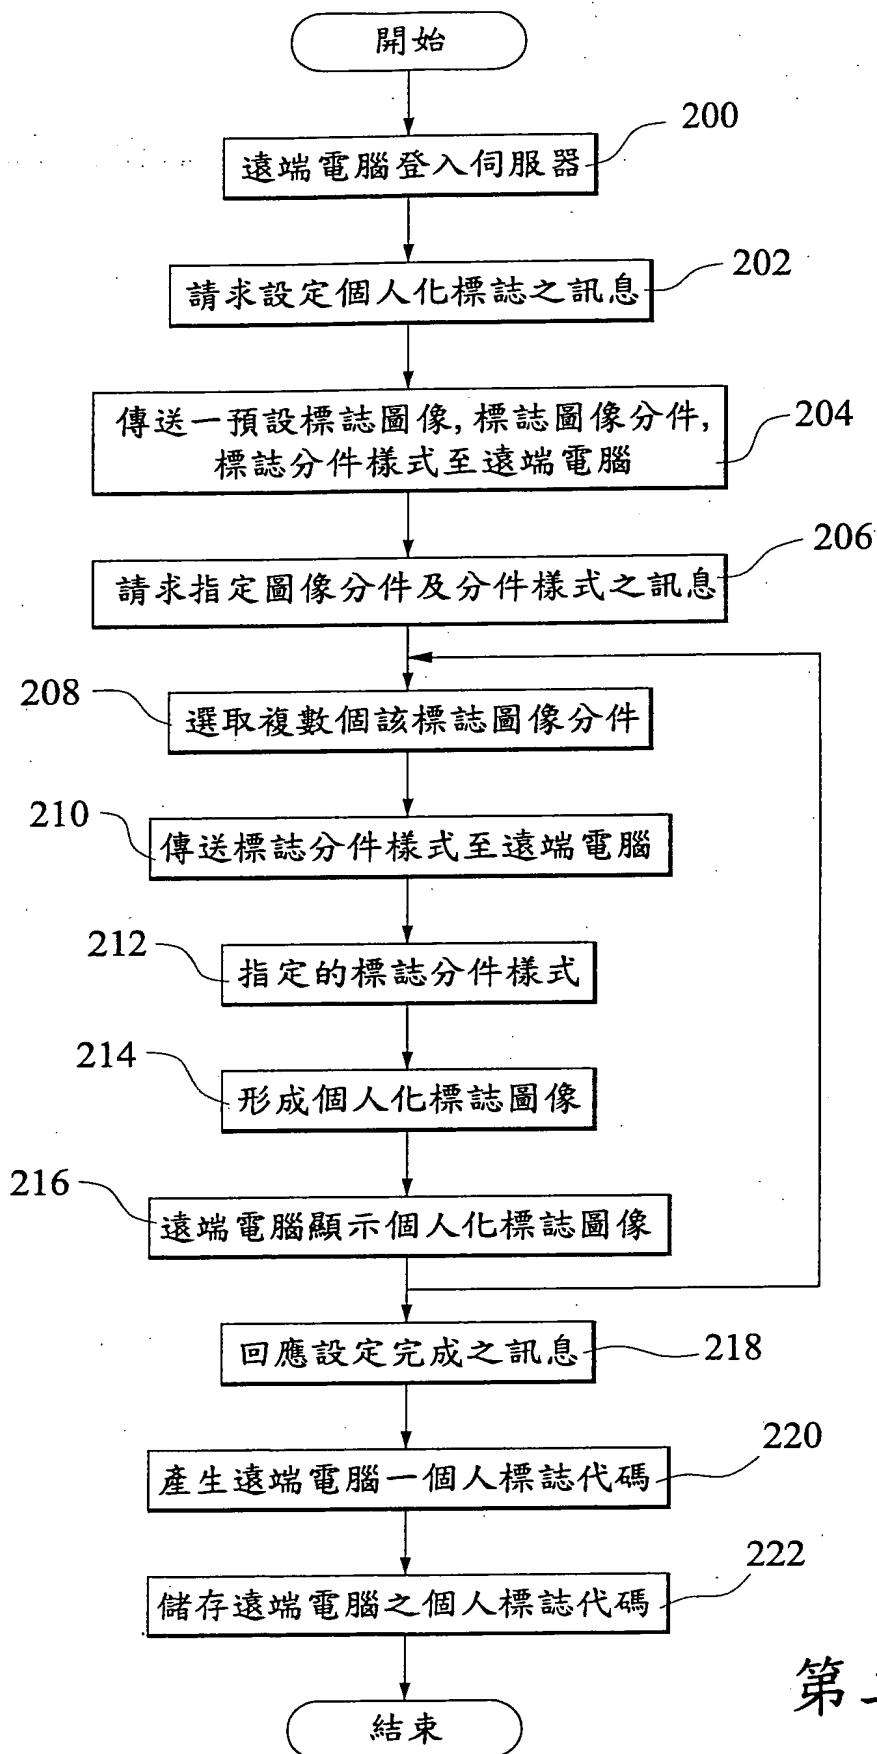 開始
200
遠端電腦登入伺服器
202
請求設定個人化標誌之訊息
204
傳送一預設標誌圖像,標誌圖像分件,
標誌分件樣式至遠端電腦
206
請求指定圖像分件及分件樣式之訊息
208
選取複數個該標誌圖像分件
210
傳送標誌分件樣式至遠端電腦
212
指定的標誌分件樣式
214
形成個人化標誌圖像
216
遠端電腦顯示個人化標誌圖像
回應設定完成之訊息
218
220
產生遠端電腦一個人標誌代碼
222
儲存遠端電腦之個人標誌代碼
第
結束